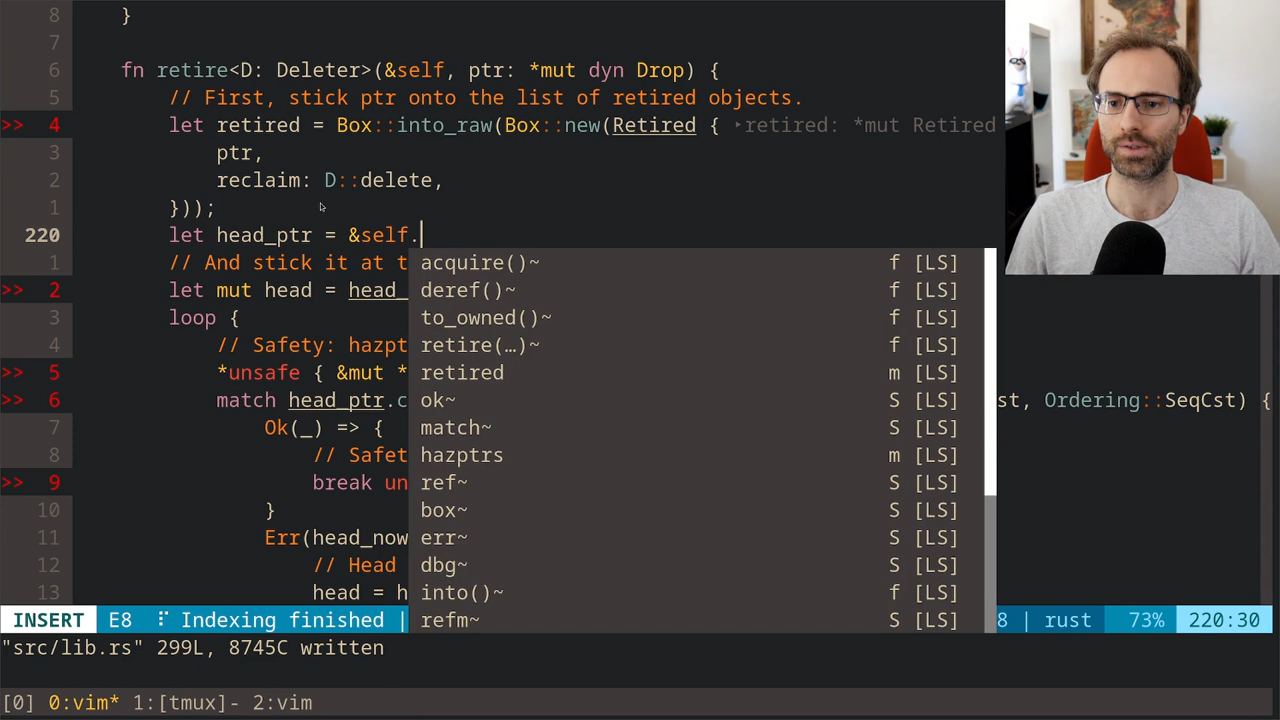 8 }
7
6 fn retire<D: Deleter>(&self, ptr: *mut dyn Drop) {
5 // First, stick ptr onto the list of retired objects.
>> 4 let retired = Box::into_raw(Box::new(Retired { ▸retired: *mut Retired
3 ptr,
2 reclaim: D::delete,
1 }));
220 let head_ptr = &self.
1 // And stick it at t
>> 2 let mut head = head_
3 loop {
4 // Safety: hazpt
>> 5 *unsafe { &mut *
>> 6 match head_ptr.c st, Ordering::SeqCst) {
7 Ok(_) => {
8 // Safet
>> 9 break un
10 }
11 Err(head_now
12 // Head
13 head = h
acquire()~ f [LS]
deref()~ f [LS]
to_owned()~ f [LS]
retire(…)~ f [LS]
retired m [LS]
ok~ S [LS]
match~ S [LS]
hazptrs m [LS]
ref~ S [LS]
box~ S [LS]
err~ S [LS]
dbg~ S [LS]
into()~ f [LS]
refm~ S [LS]
INSERT E8 ⠏ Indexing finished | 8 | rust 73% 220:30
"src/lib.rs" 299L, 8745C written
[0] 0:vim* 1:[tmux]- 2:vim